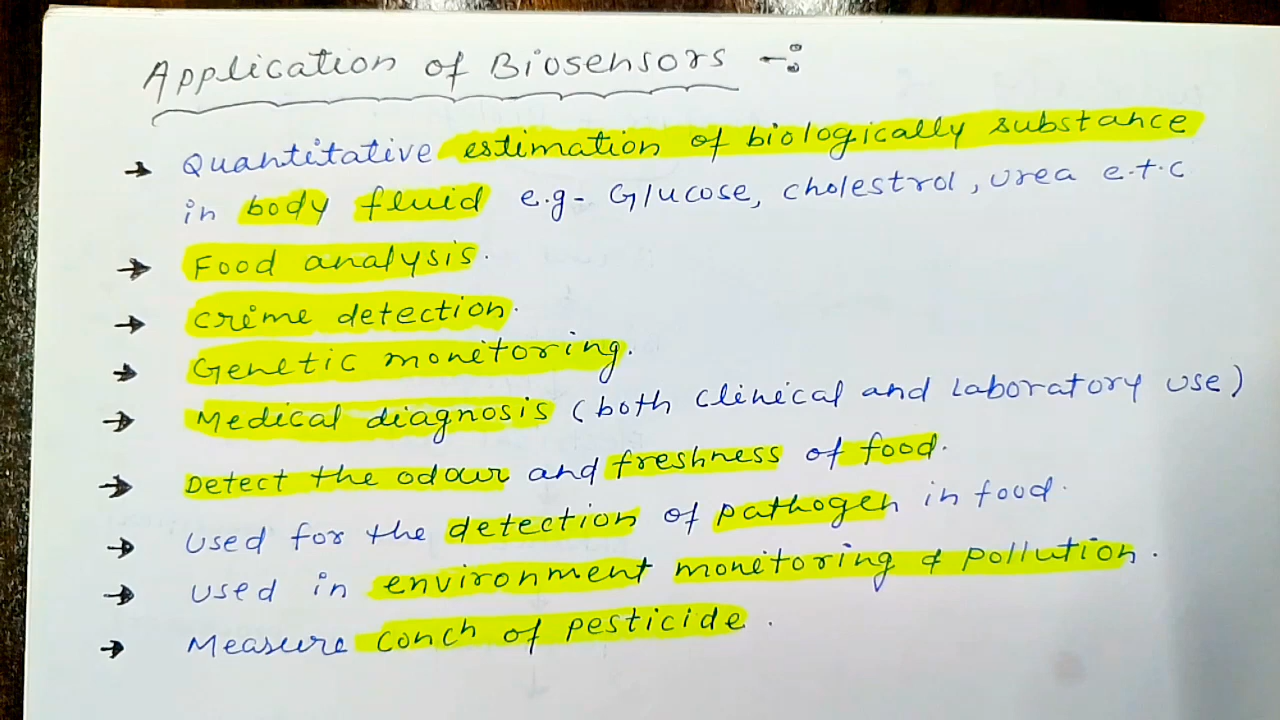 Application of Biosensors -:
→ Quantitative estimation of biologically substance
in body fluid e.g- Glucose, cholestrol, urea e.t.c
→ Food analysis.
→ crime detection.
→ Genetic monitoring.
→ Medical diagnosis (both clinical and Laboratory use)
→ Detect the odour and freshness of food.
→ used for the detection of pathogen in food.
→ used in environment monitoring & pollution.
→ Measure conch of pesticide.